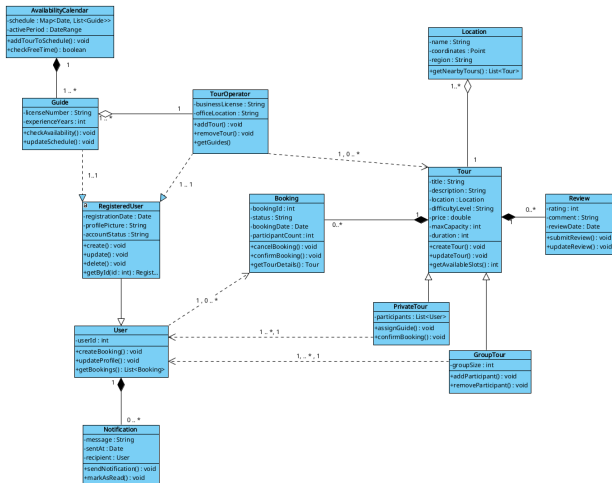 AvailabilityCalendar
-schedule : Map<Date, List<Guide>>
-activePeriod : DateRange
+addTourToSchedule() : void
+checkFreeTime() : boolean
1
1 .. *
Guide
-licenseNumber : String
-experienceYears : int
+checkAvailability() : void
+updateSchedule() : void
1.. *
1
TourOperator
-businessLicense : String
-officeLocation : String
+addTour() : void
+removeTour() : void
+getGuides()
Location
-name : String
-coordinates : Point
-region : String
+getNearbyTours() : List<Tour>
1..*
1
1 , 0 .. *
1..1
1 .. 1
RegisteredUser
-registrationDate : Date
-profilePicture : String
-accountStatus : String
+create() : void
+update() : void
+delete() : void
+getById(id : int) : Regist...
Booking
-bookingId : int
-status : String
-bookingDate : Date
-participantCount : int
+cancelBooking() : void
+confirmBooking() : void
+getTourDetails() : Tour
0..*
1
Tour
-title : String
-description : String
-location : Location
-difficultyLevel : String
-price : double
-maxCapacity : int
-duration : int
+createTour() : void
+updateTour() : void
+getAvailableSlots() : int
1
0..*
Review
-rating : int
-comment : String
-reviewDate : Date
+submitReview() : void
+updateReview() : void
1 , 0 .. *
PrivateTour
-participants : List<User>
+assignGuide() : void
+confirmBooking() : void
User
-userId : int
+createBooking() : void
+updateProfile() : void
+getBookings() : List<Booking>
1 .. *, 1
1, .. * , 1
GroupTour
-groupSize : int
+addParticipant() : void
+removeParticipant() : void
1
0 .. *
Notification
-message : String
-sentAt : Date
-recipient : User
+sendNotification() : void
+markAsRead() : void